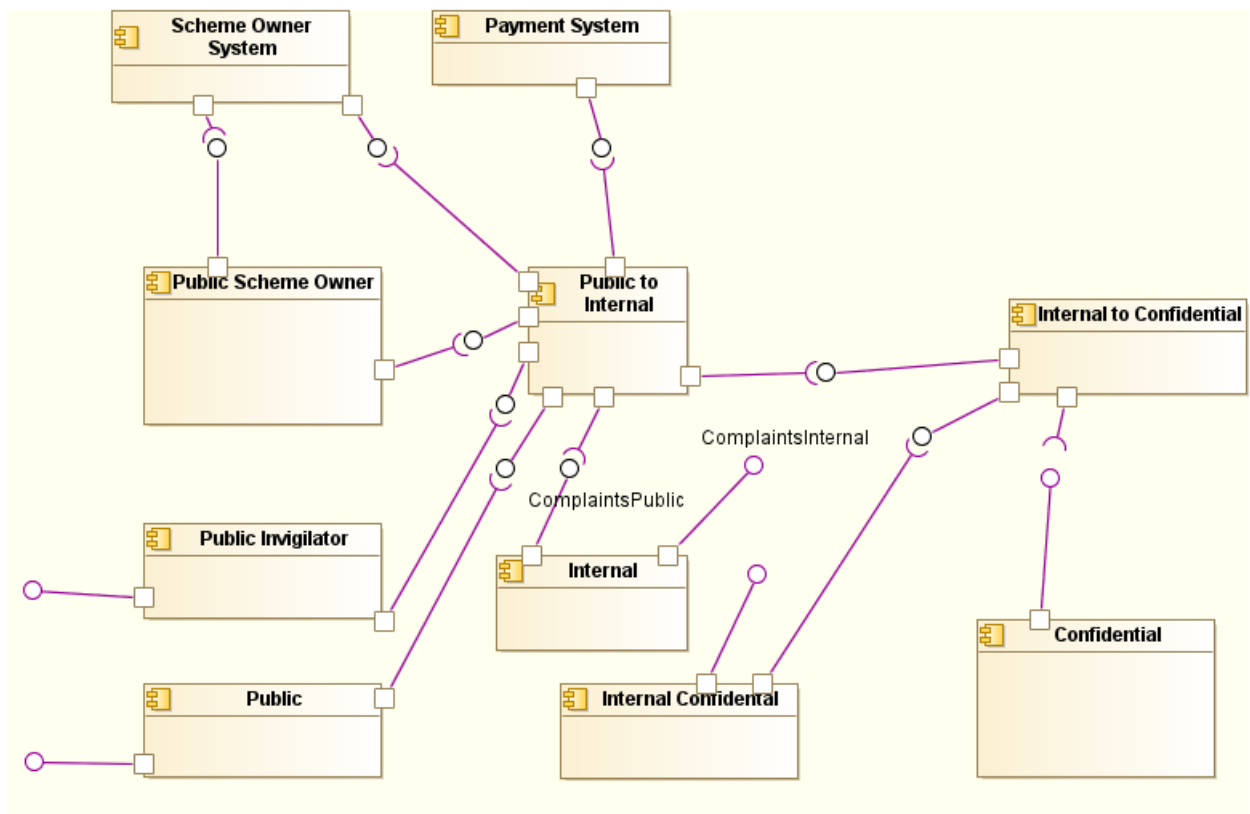 Scheme Owner
System
Payment System
Public Scheme Owner
Public to
Internal
Internal to Confidential
ComplaintsInternal
ComplaintsPublic
Public Invigilator
Internal
Confidential
Public
Internal Confidental